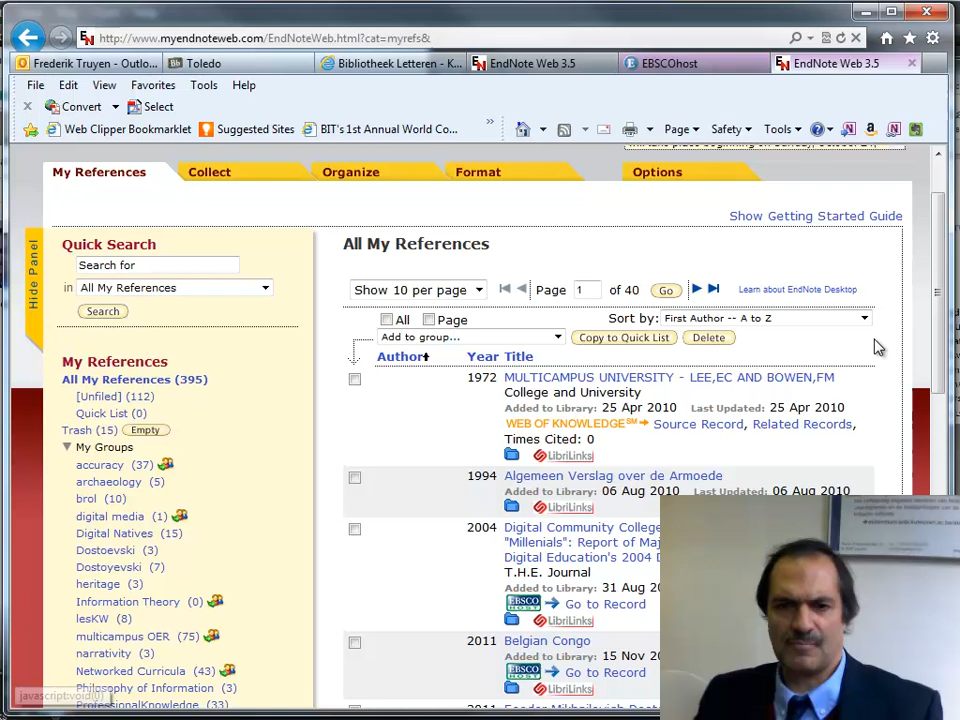 http://www.myendnoteweb.com/EndNoteWeb.html?cat=myrefs&
Frederik Truyen - Outlo...
Toledo
Bibliotheek Letteren - K...
EndNote Web 3.5
EBSCOhost
EndNote Web 3.5
File Edit View Favorites Tools Help
Convert Select
Web Clipper Bookmarklet Suggested Sites BIT's 1st Annual World Co... Page Safety Tools
My References Collect Organize Format Options
Show Getting Started Guide
Hide Panel
Quick Search
Search for
in All My References
Search
My References
All My References (395)
[Unfiled] (112)
Quick List (0)
Trash (15) Empty
My Groups
accuracy (37)
archaeology (5)
brol (10)
digital media (1)
Digital Natives (15)
Dostoevski (3)
Dostoyevski (7)
heritage (3)
Information Theory (0)
lesKW (8)
multicampus OER (75)
narrativity (3)
Networked Curricula (43)
Philosophy of Information (3)
ProfessionalKnowledge (33)
javascript:void(0)
All My References
Show 10 per page Page 1 of 40 Go Learn about EndNote Desktop
All Page Sort by: First Author -- A to Z
Add to group... Copy to Quick List Delete
Author Year Title
1972 MULTICAMPUS UNIVERSITY - LEE,EC AND BOWEN,FM
College and University
Added to Library: 25 Apr 2010 Last Updated: 25 Apr 2010
WEB OF KNOWLEDGE℠ Source Record, Related Records,
Times Cited: 0
LibriLinks
1994 Algemeen Verslag over de Armoede
Added to Library: 06 Aug 2010 Last Updated: 06 Aug 2010
LibriLinks
2004 Digital Community College
"Millenials": Report of
Digital Education's 2004
T.H.E. Journal
Added to Library: 31 Aug
EBSCO HOST Go to Record
LibriLinks
2011 Belgian Congo
Added to Library: 15 Nov
EBSCO HOST Go to Record
LibriLinks